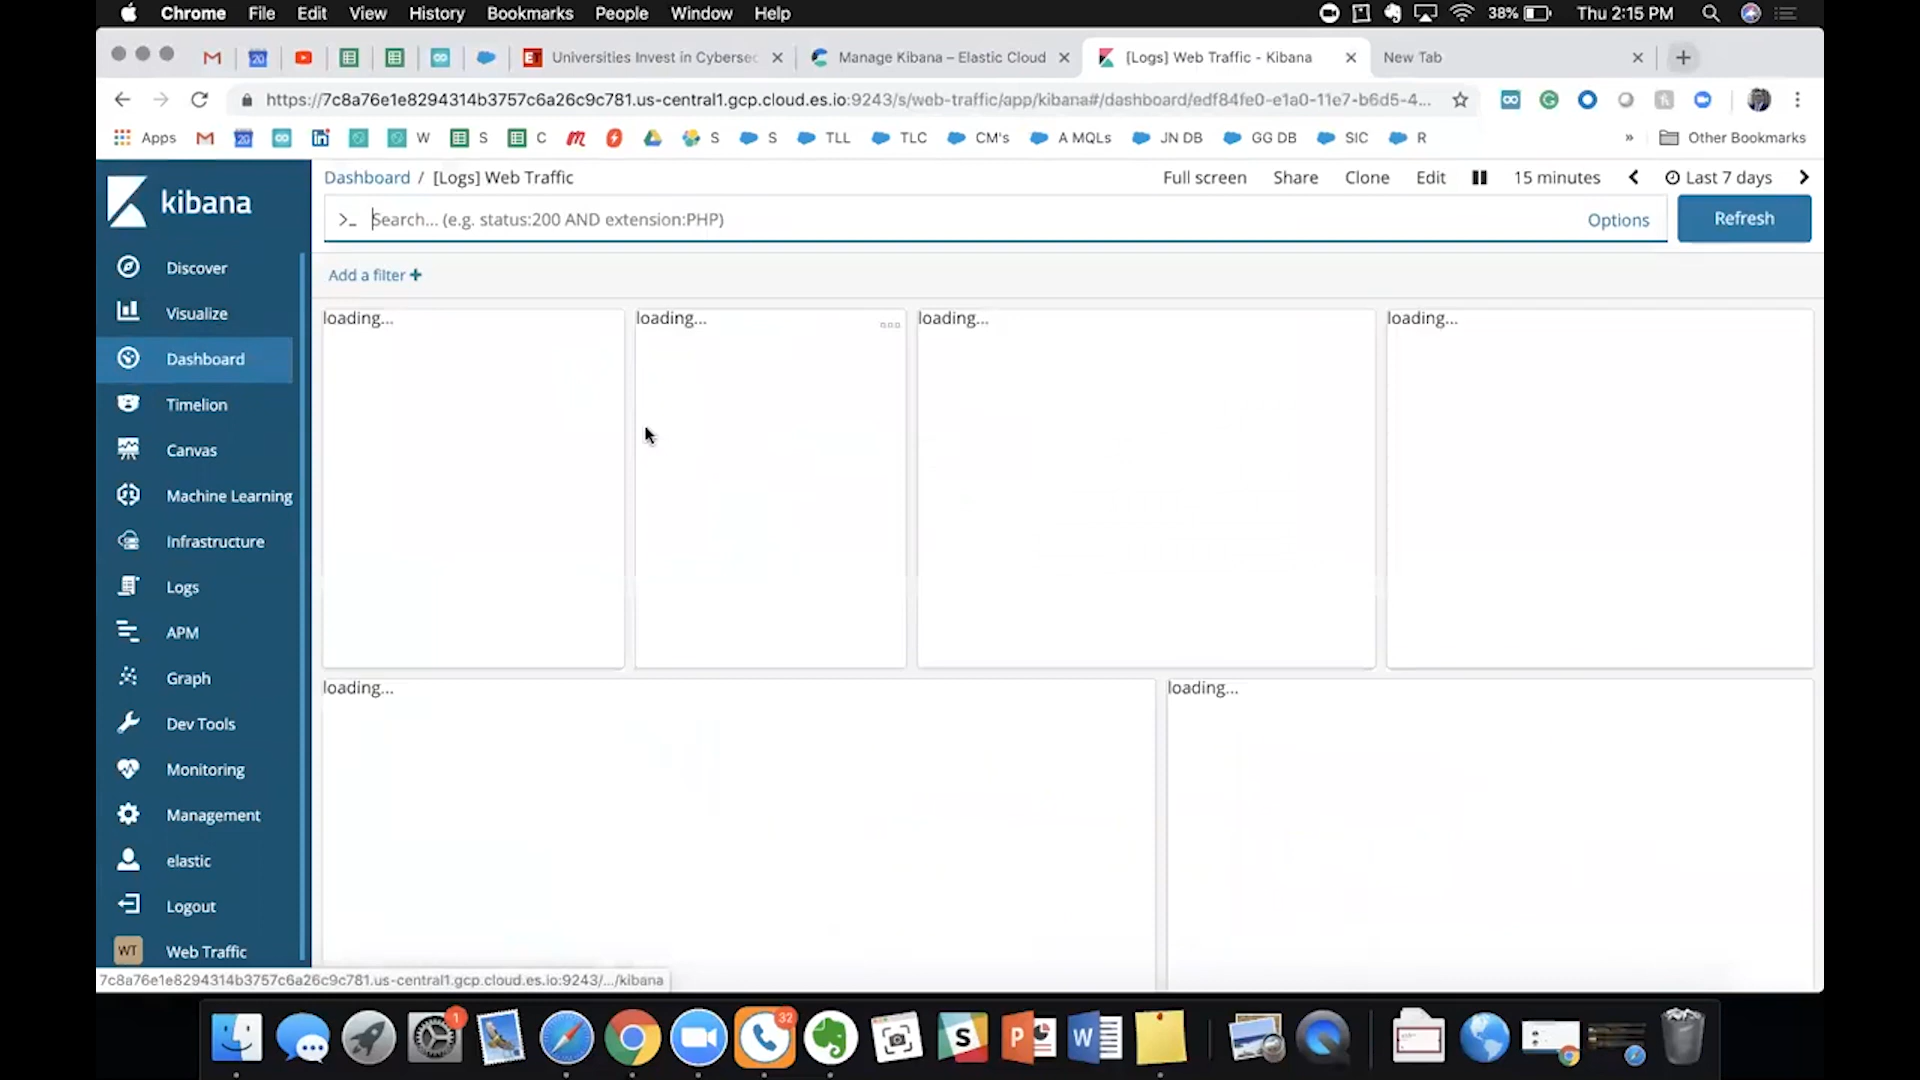 Chrome File Edit View History Bookmarks People Window Help 38% Thu 2:15 PM
20 ET Universities Invest in Cybersec Manage Kibana – Elastic Cloud [Logs] Web Traffic - Kibana New Tab
https://7c8a76e1e8294314b3757c6a26c9c781.us-central1.gcp.cloud.es.io:9243/s/web-traffic/app/kibana#/dashboard/edf84fe0-e1a0-11e7-b6d5-4...
Apps 20 W S C S S TLL TLC CM's A MQLs JN DB GG DB SIC R » Other Bookmarks
kibana
Dashboard / [Logs] Web Traffic Full screen Share Clone Edit 15 minutes Last 7 days
>_ Search... (e.g. status:200 AND extension:PHP) Options Refresh
Add a filter +
Discover
Visualize
Dashboard
Timelion
Canvas
Machine Learning
Infrastructure
Logs
APM
Graph
Dev Tools
Monitoring
Management
elastic
Logout
WT Web Traffic
loading... loading... loading... loading...
loading... loading...
7c8a76e1e8294314b3757c6a26c9c781.us-central1.gcp.cloud.es.io:9243/.../kibana
1 32 S P W